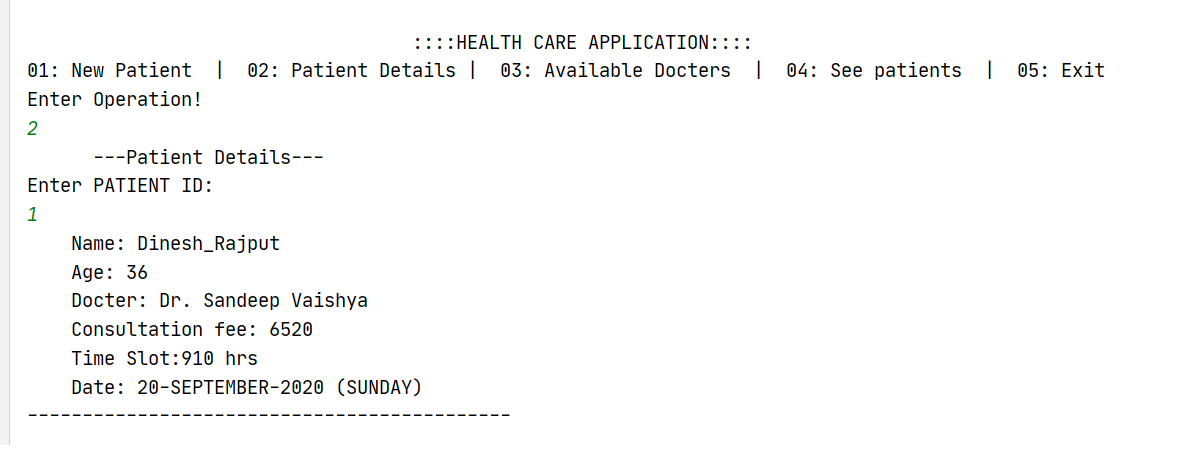 ::::HEALTH CARE APPLICATION::::
01: New Patient | 02: Patient Details | 03: Available Docters | 04: See patients | 05: Exit
Enter Operation!
2
---Patient Details---
Enter PATIENT ID:
1
Name: Dinesh_Rajput
Age: 36
Docter: Dr. Sandeep Vaishya
Consultation fee: 6520
Time Slot:910 hrs
Date: 20-SEPTEMBER-2020 (SUNDAY)
--------------------------------------------